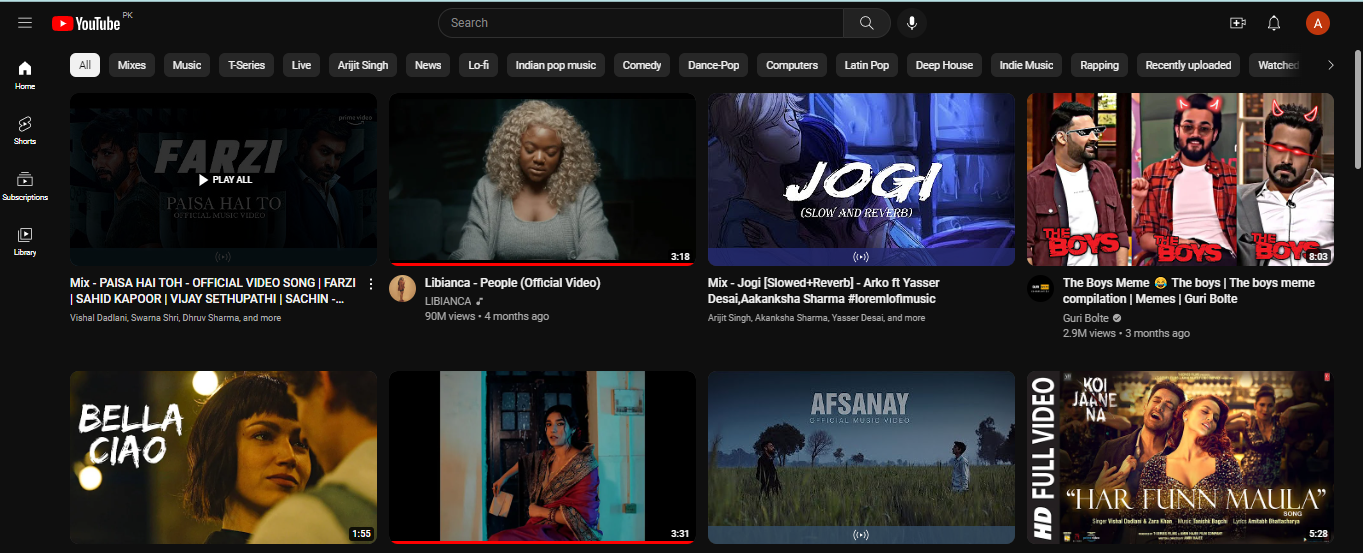 YouTube PK
Search
A
All Mixes Music T-Series Live Arijit Singh News Lo-fi Indian pop music Comedy Dance-Pop Computers Latin Pop Deep House Indie Music Rapping Recently uploaded Watched
Home
Shorts
Subscriptions
Library
prime video
FARZI
PLAY ALL
PAISA HAI TO
OFFICIAL MUSIC VIDEO
3:18
JOGI
(SLOW AND REVERB)
THE BOYS
THE BOYS
THE BOYS
8:03
Mix - PAISA HAI TOH - OFFICIAL VIDEO SONG | FARZI
| SAHID KAPOOR | VIJAY SETHUPATHI | SACHIN -...
Vishal Dadlani, Swarna Shri, Dhruv Sharma, and more
Libianca - People (Official Video)
LIBIANCA
90M views • 4 months ago
Mix - Jogi [Slowed+Reverb] - Arko ft Yasser
Desai,Aakanksha Sharma #loremlofimusic
Arijit Singh, Akanksha Sharma, Yasser Desai, and more
The Boys Meme 😂 The boys | The boys meme
compilation | Memes | Guri Bolte
Guri Bolte
2.9M views • 3 months ago
BELLA
CIAO
1:55
3:31
AFSANAY
OFFICIAL MUSIC VIDEO
HD FULL VIDEO
KOI
JAANE
NA
"HAR FUNN MAULA"
SONG
Singer Vishal Dadlani & Zara Khan Music Tanishk Bagchi Lyrics Amitabh Bhattacharya
5:28